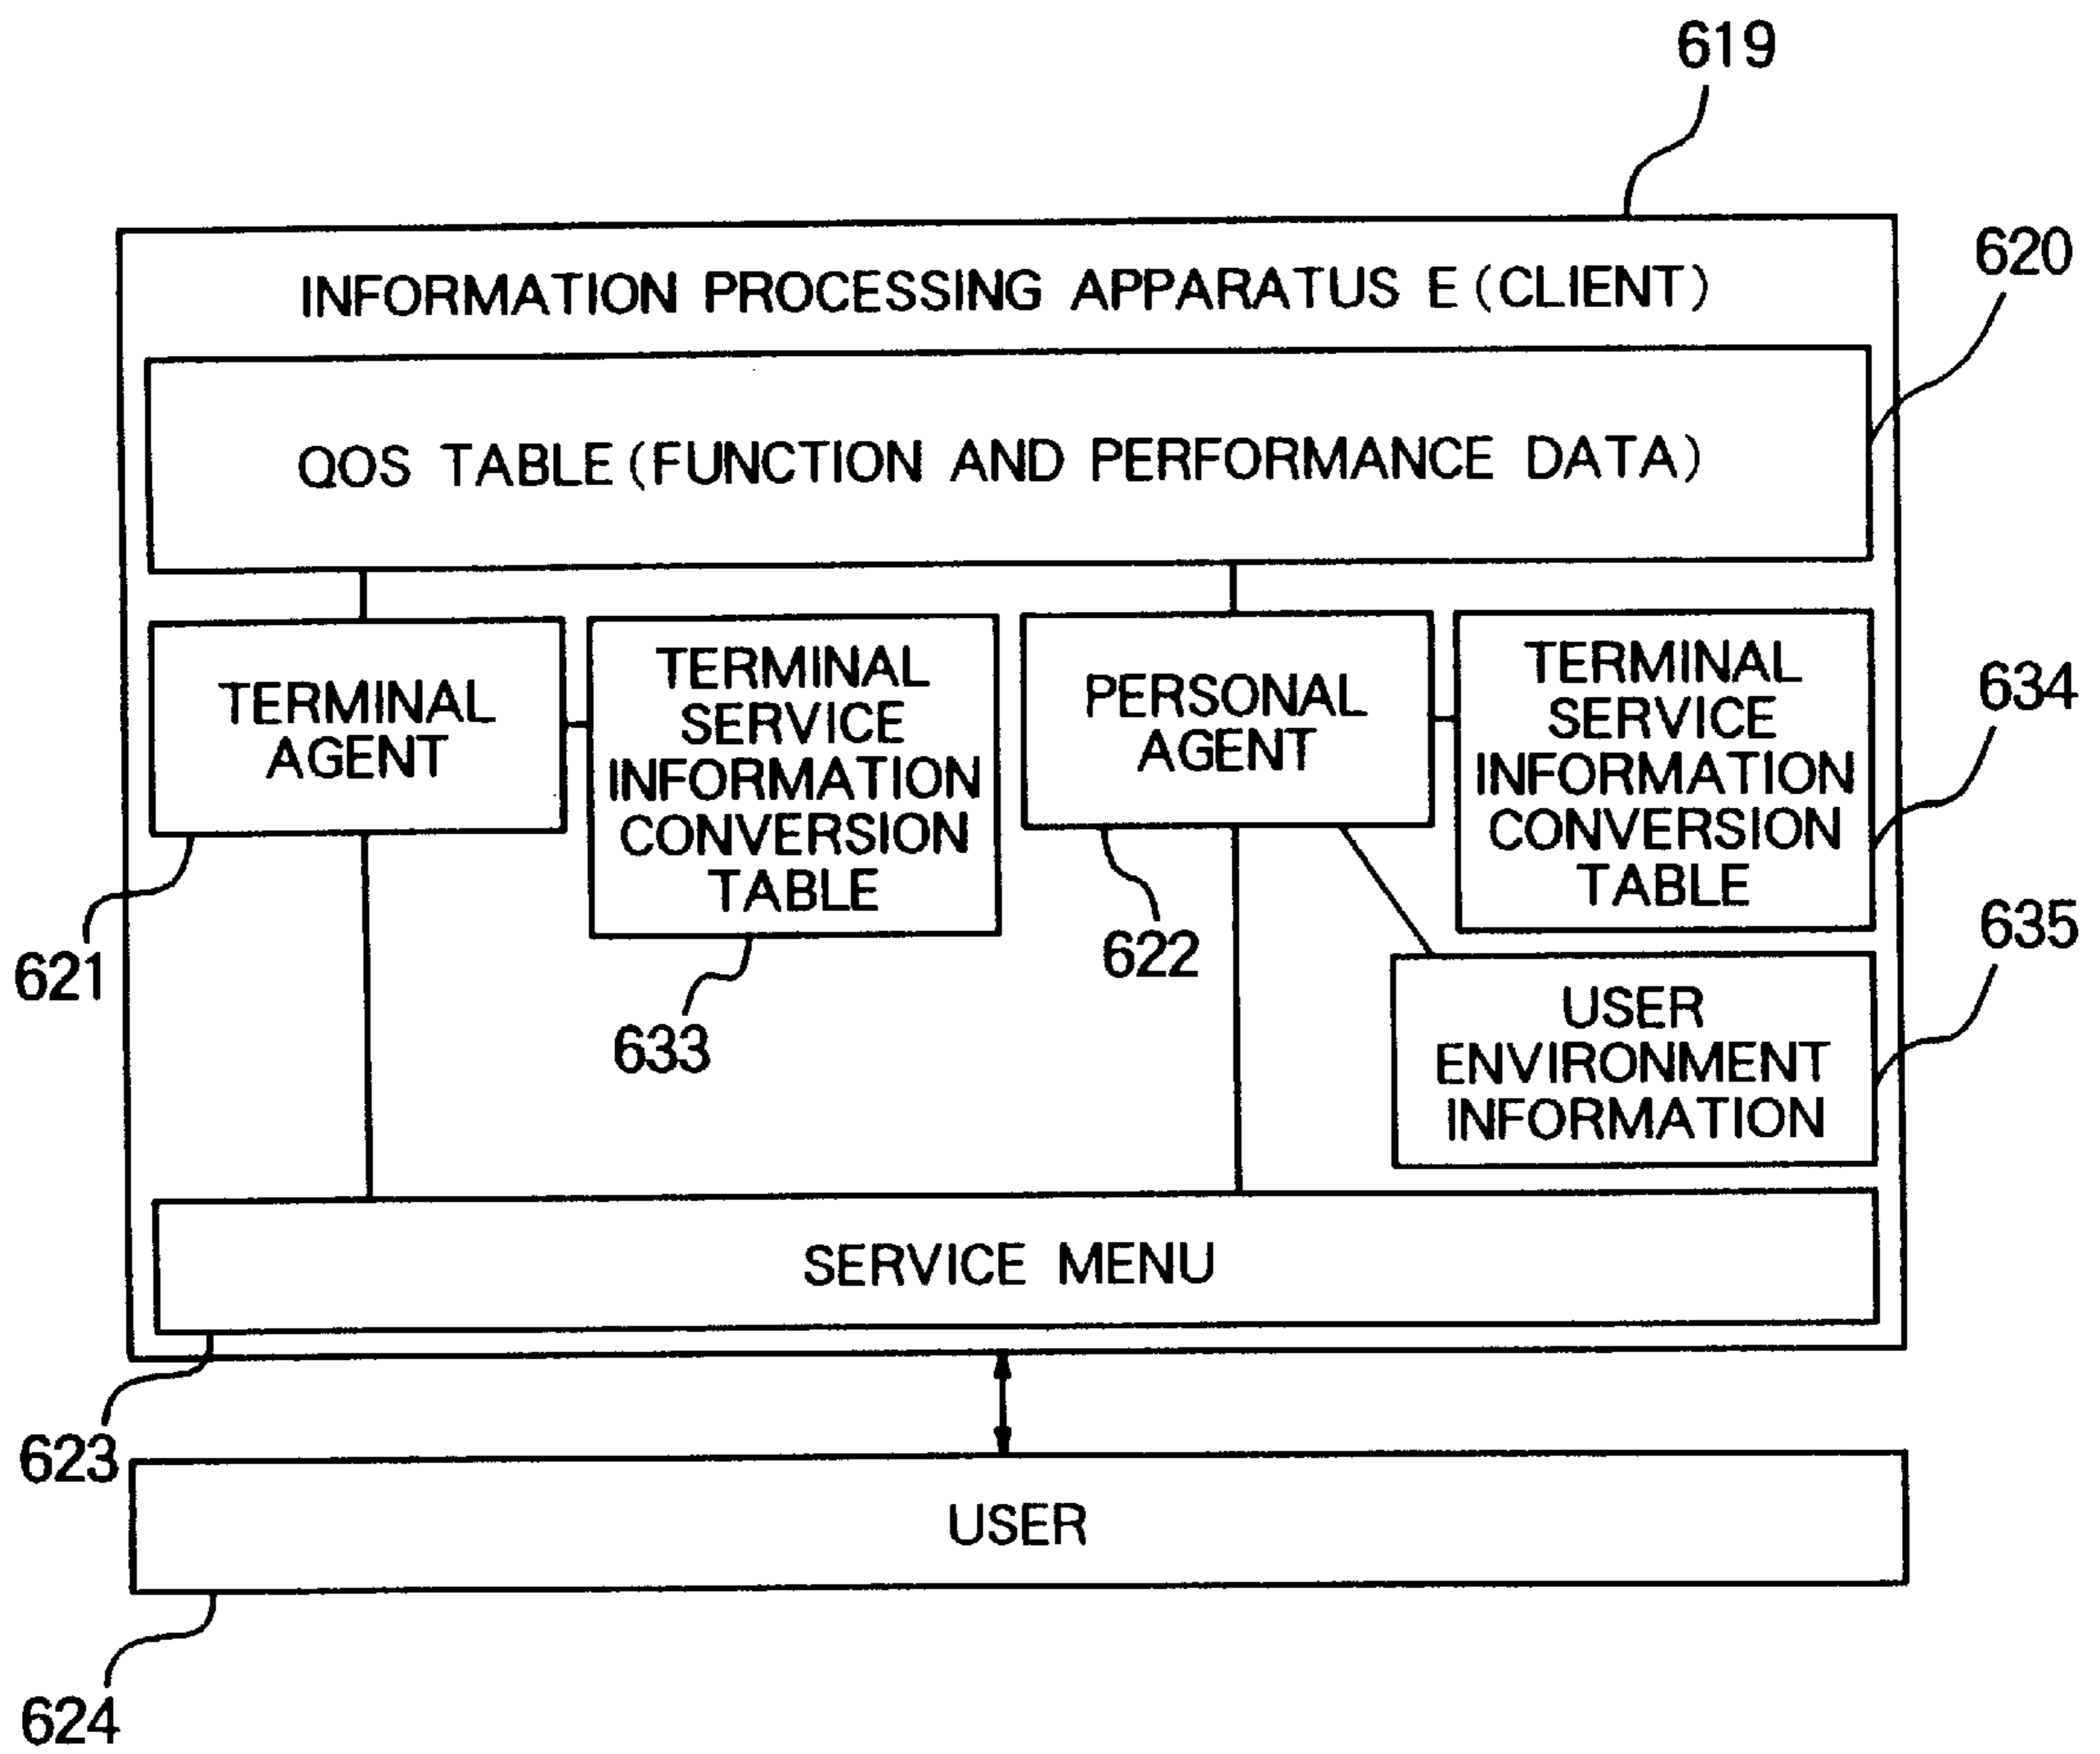 619
INFORMATION PROCESSING APPARATUS E (CLIENT)
620
QOS TABLE (FUNCTION AND PERFORMANCE DATA)
TERMINAL
AGENT
621
TERMINAL
SERVICE
INFORMATION
CONVERSION
TABLE
633
PERSONAL
AGENT
622
TERMINAL
SERVICE
INFORMATION
CONVERSION
TABLE
634
USER
ENVIRONMENT
INFORMATION
635
SERVICE MENU
623
USER
624